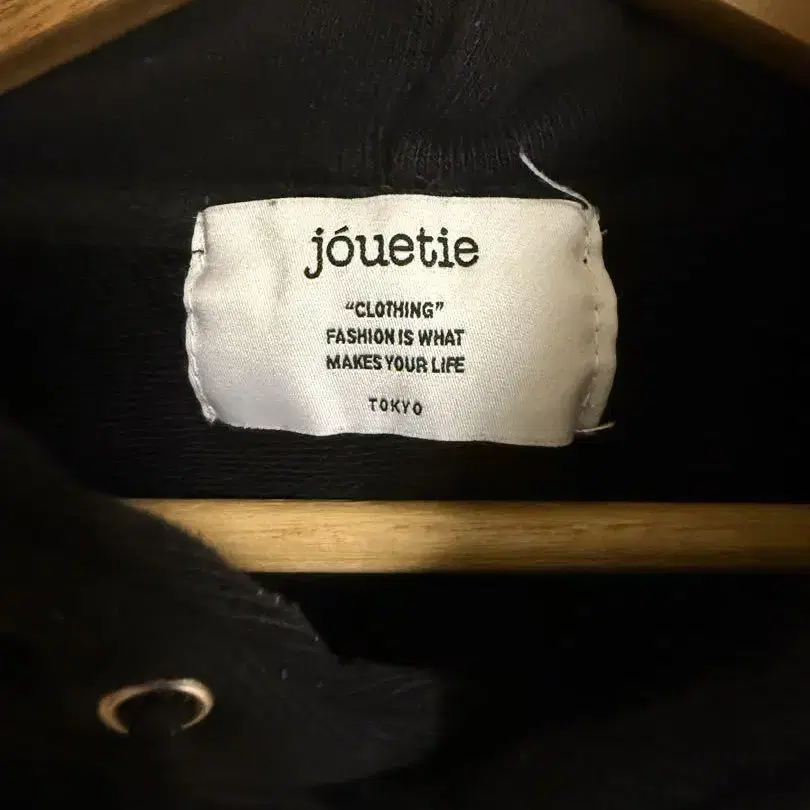 jóuetie
“CLOTHING”
FASHION IS WHAT
MAKES YOUR LIFE
TOKYO